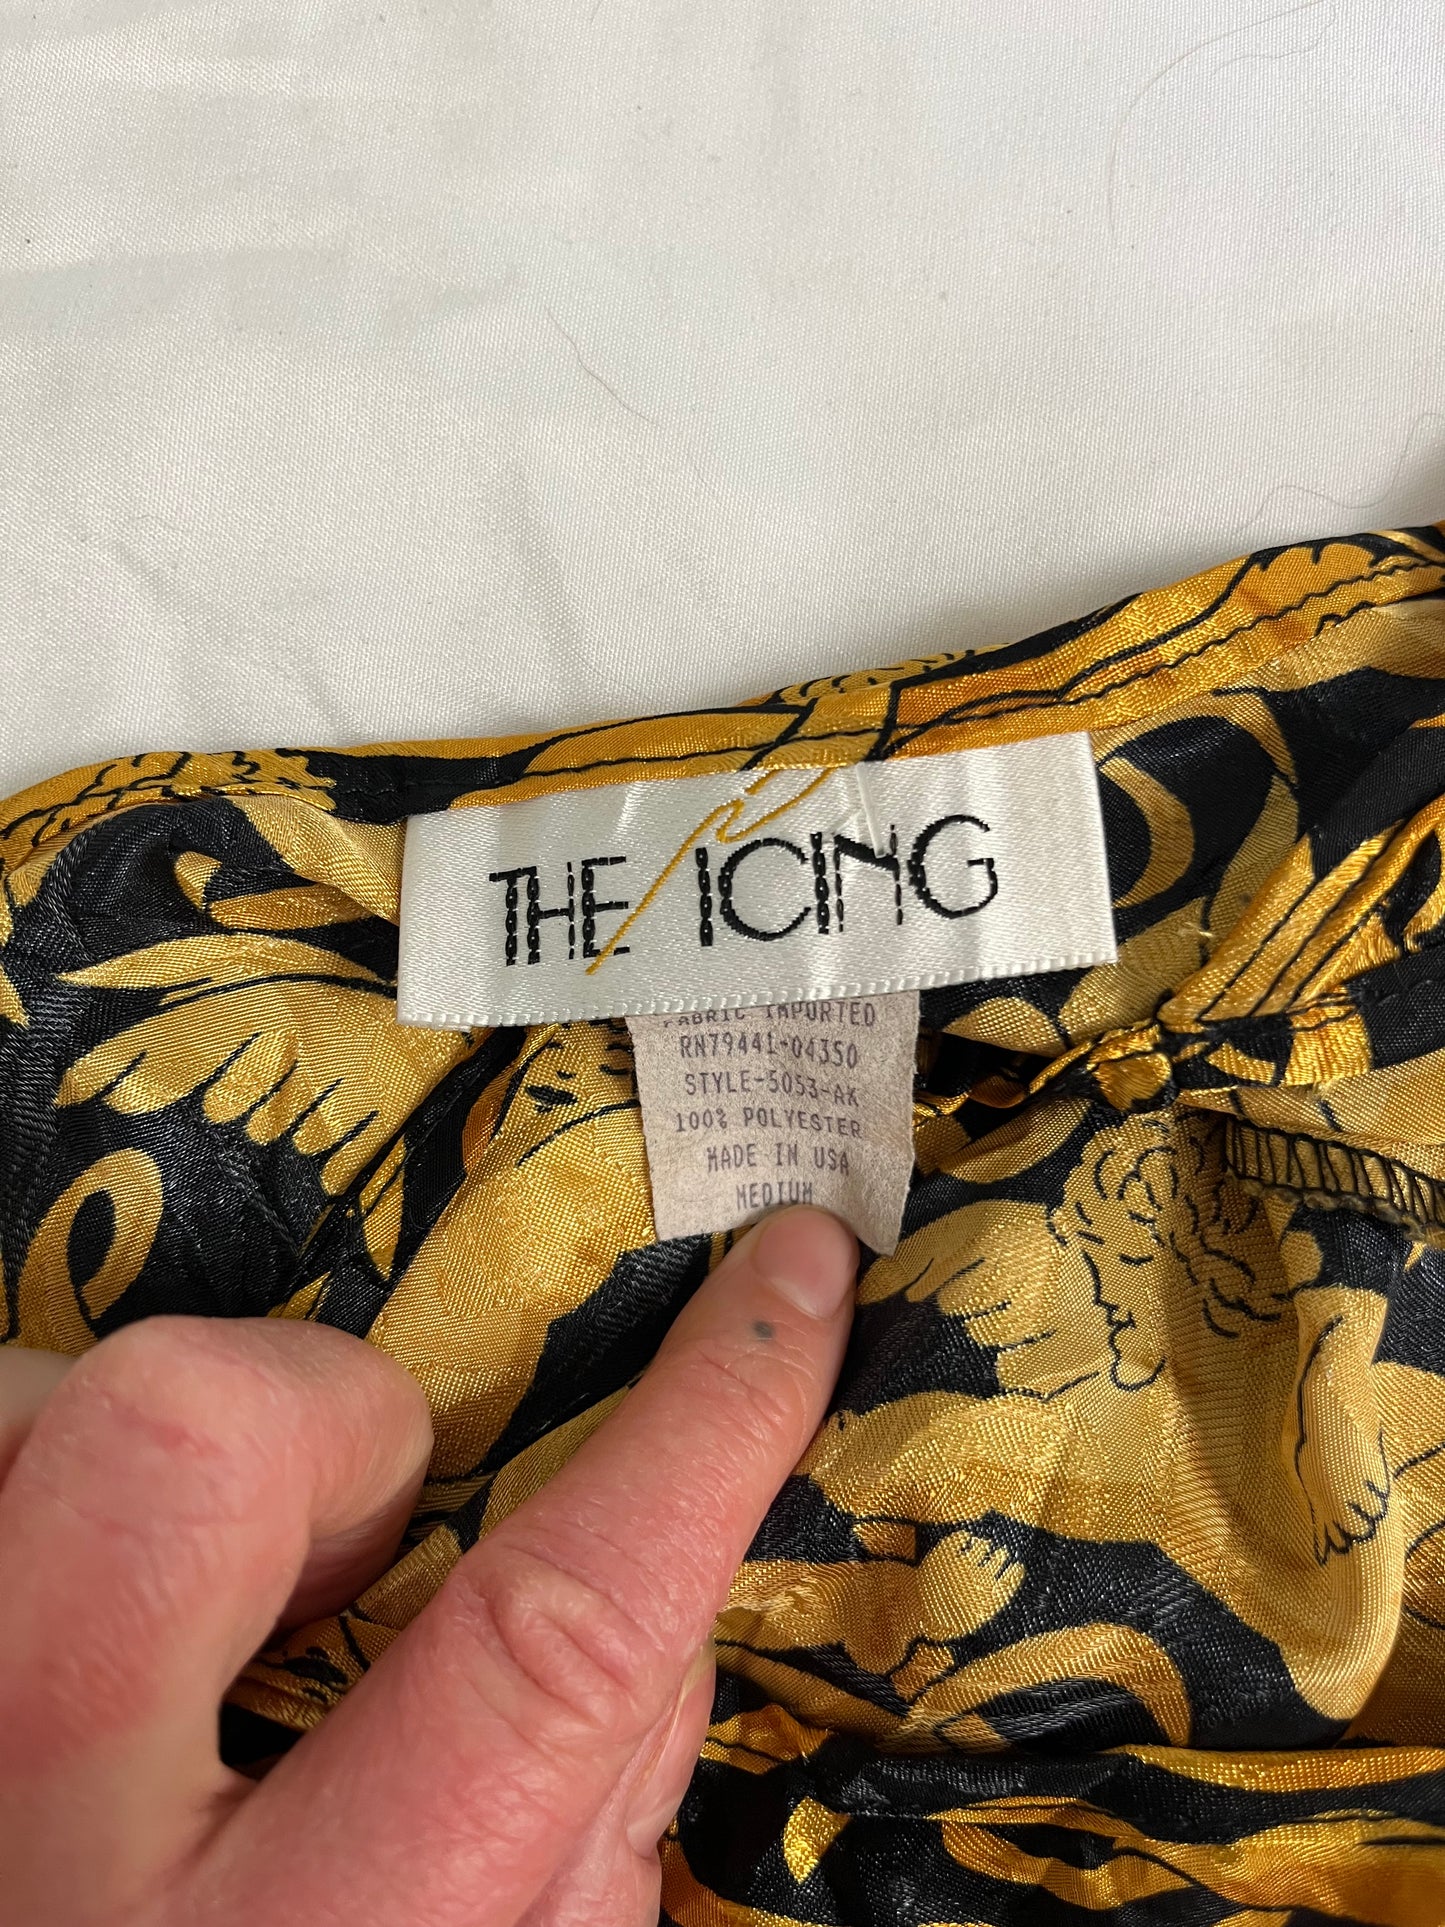 THE ICING
FABRIC IMPORTED
RN79441-04350
STYLE-5053-AK
100% POLYESTER
MADE IN USA
MEDIUM